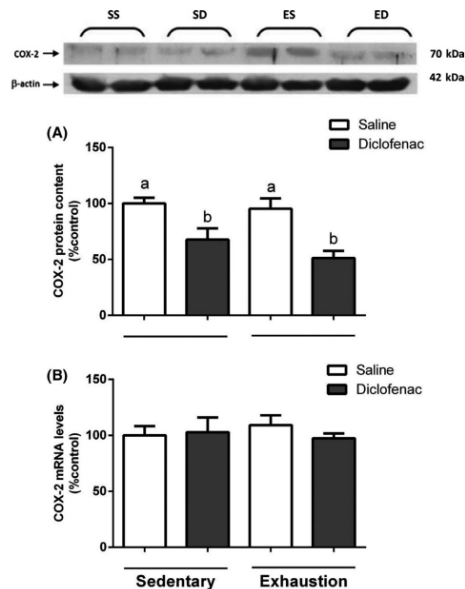 SS SD ES ED
COX-2 70 kDa
β-actin 42 kDa
(A)
Saline
Diclofenac
COX-2 protein content
(%control)
150
100
50
0
a b a b
(B)
Saline
Diclofenac
COX-2 mRNA levels
(%control)
150
100
50
0
Sedentary Exhaustion